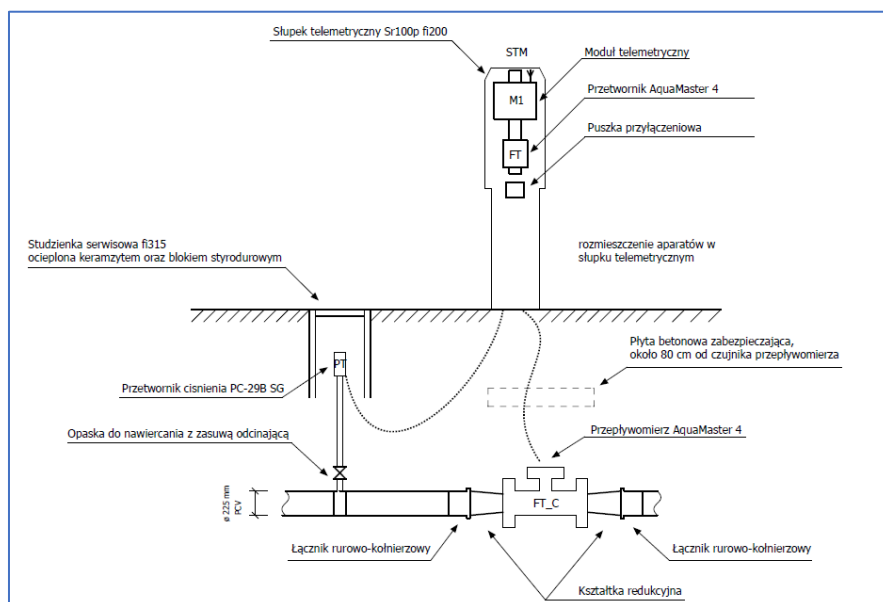 Słupek telemetryczny Sr100p fi200
STM
Moduł telemetryczny
M1
Przetwornik AquaMaster 4
Puszka przyłączeniowa
FT
Studzienka serwisowa fi315
ocieplona keramzytem oraz blokiem styrodurowym
rozmieszczenie aparatów w
słupku telemetrycznym
Płyta betonowa zabezpieczająca,
około 80 cm od czujnika przepływomierza
PT
Przetwornik cisnienia PC-29B SG
Opaska do nawiercania z zasuwą odcinającą
Przepływomierz AquaMaster 4
ø 225 mm
PCV
FT_C
Łącznik rurowo-kołnierzowy
Łącznik rurowo-kołnierzowy
Kształtka redukcyjna